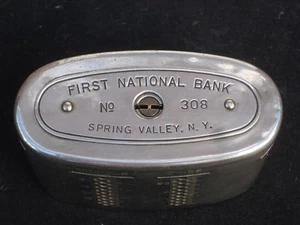 FIRST NATIONAL BANK
No 308
SPRING VALLEY, N. Y.